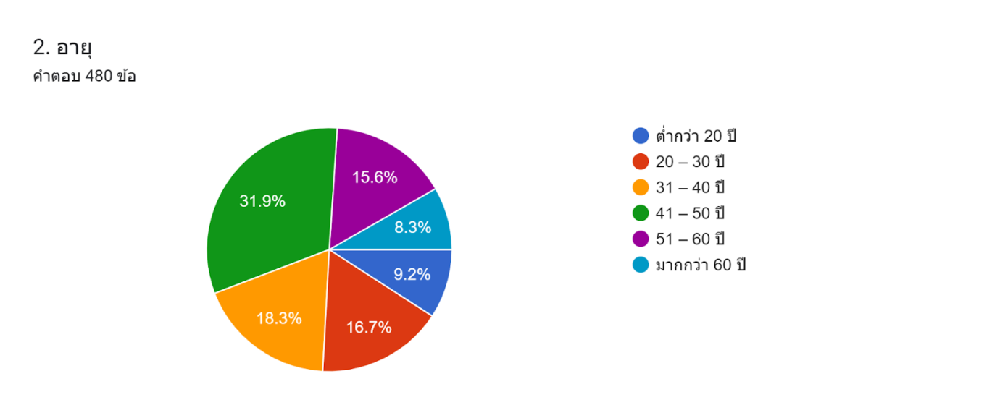 2. อายุ
คำตอบ 480 ข้อ
15.6%
31.9%
8.3%
9.2%
18.3%
16.7%
ต่ำกว่า 20 ปี
20 – 30 ปี
31 – 40 ปี
41 – 50 ปี
51 – 60 ปี
มากกว่า 60 ปี